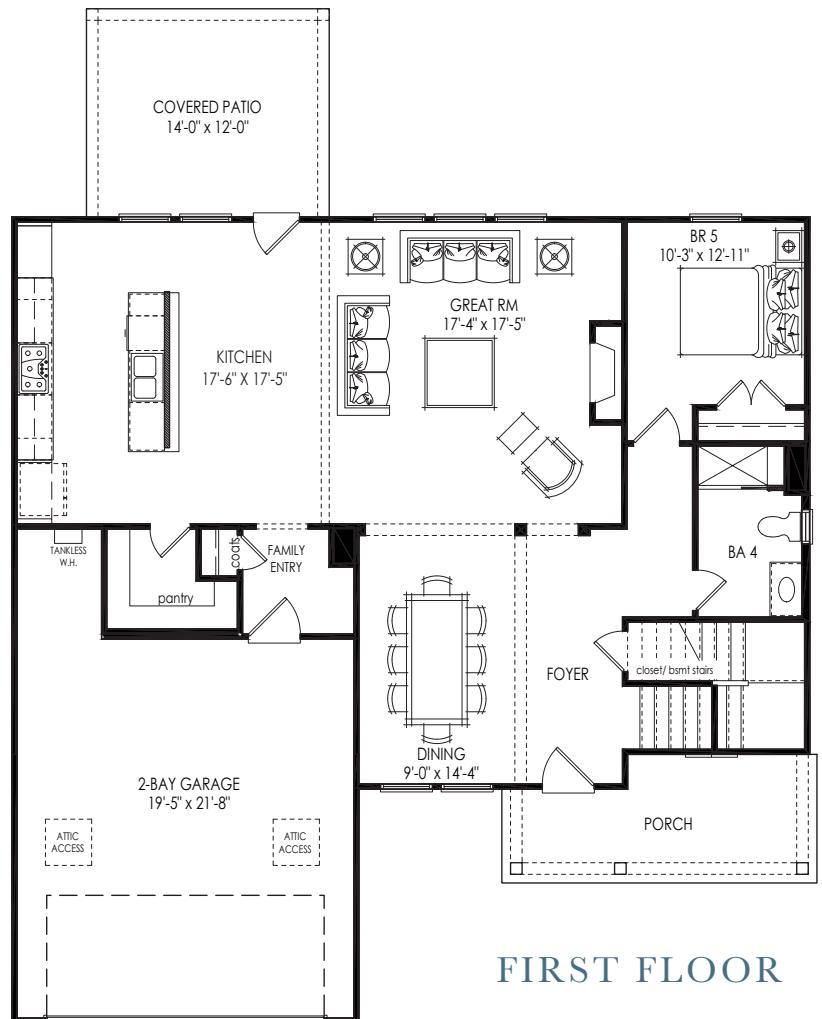 COVERED PATIO
14'-0" x 12'-0"
BR 5
10'-3" x 12'-11"
GREAT RM
17'-4" x 17'-5"
KITCHEN
17'-6" X 17'-5"
TANKLESS
W.H.
coats
FAMILY
ENTRY
pantry
BA 4
closet/ bsmt stairs
FOYER
DINING
9'-0" x 14'-4"
2-BAY GARAGE
19'-5" x 21'-8"
PORCH
ATTIC
ACCESS
ATTIC
ACCESS
FIRST FLOOR